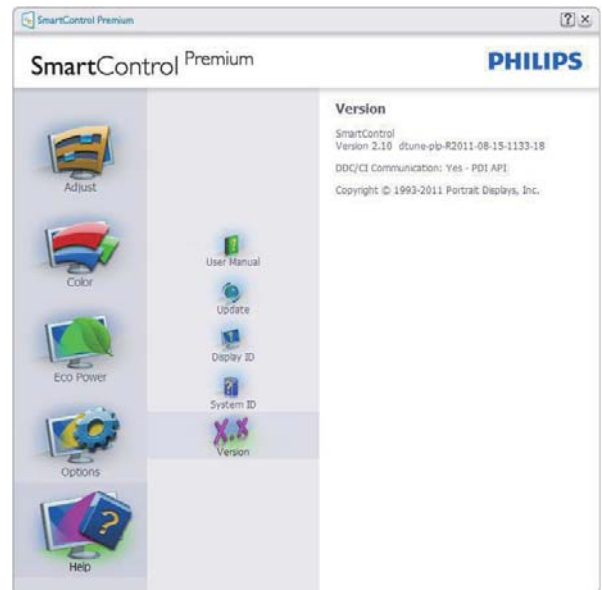 SmartControl Premium
? ×
SmartControl Premium
PHILIPS
Adjust
Color
Eco Power
Options
Help
User Manual
Update
Display ID
System ID
X.X
Version
Version
SmartControl
Version 2.10 dtune-plp-R2011-08-15-1133-18
DDC/CI Communication: Yes - PDI API
Copyright © 1993-2011 Portrait Displays, Inc.